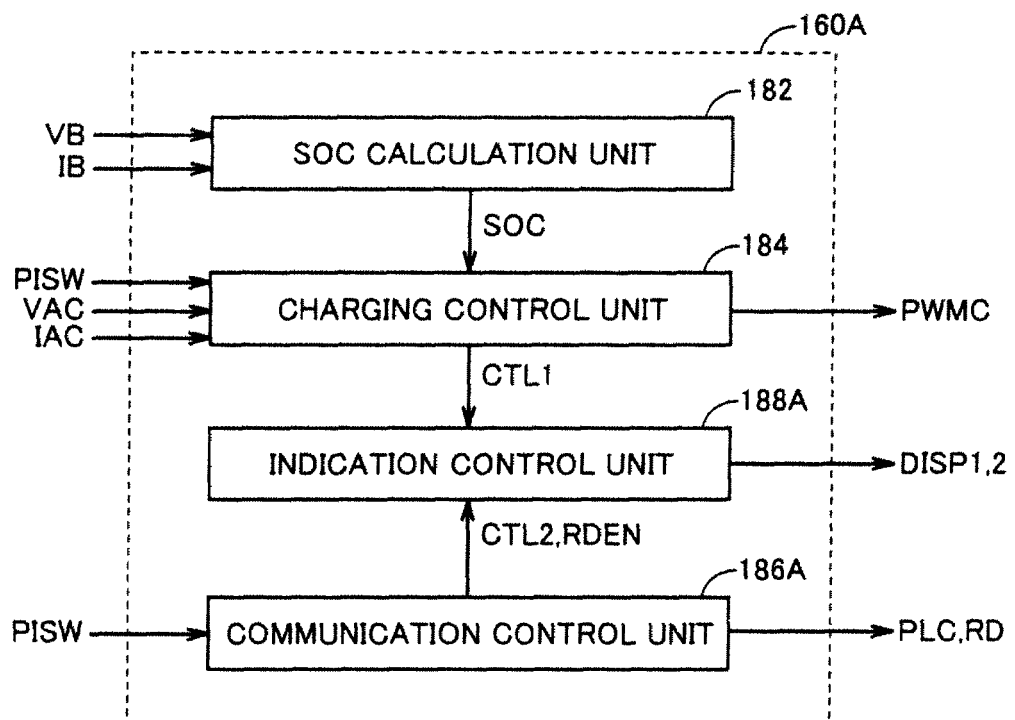 160A
182
VB
IB
SOC CALCULATION UNIT
SOC
184
PISW
VAC
IAC
CHARGING CONTROL UNIT
PWMC
CTL1
188A
INDICATION CONTROL UNIT
DISP1,2
CTL2,RDEN
186A
PISW
COMMUNICATION CONTROL UNIT
PLC,RD